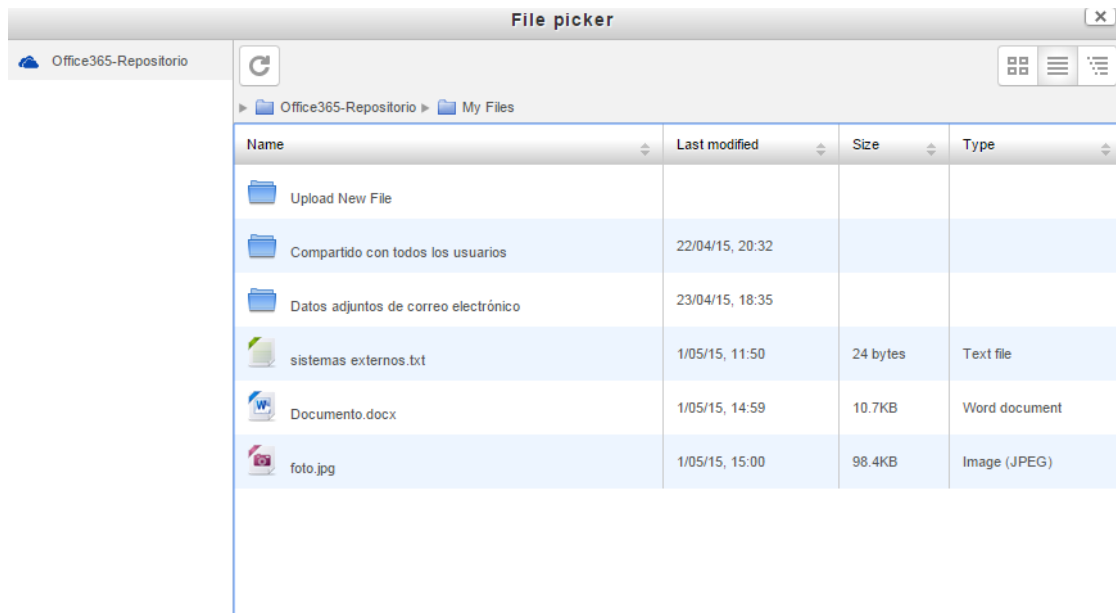 File picker
Office365-Repositorio
Office365-Repositorio My Files
Name Last modified Size Type
Upload New File
Compartido con todos los usuarios 22/04/15, 20:32
Datos adjuntos de correo electrónico 23/04/15, 18:35
sistemas externos.txt 1/05/15, 11:50 24 bytes Text file
Documento.docx 1/05/15, 14:59 10.7KB Word document
foto.jpg 1/05/15, 15:00 98.4KB Image (JPEG)